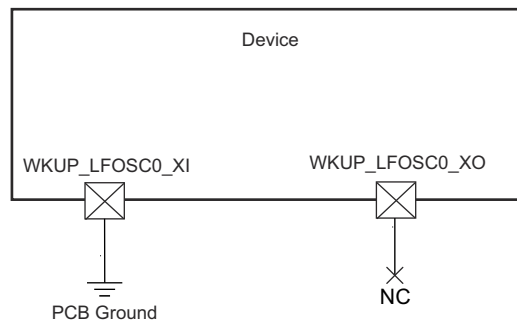 Device
WKUP_LFOSC0_XI
WKUP_LFOSC0_XO
PCB Ground
NC